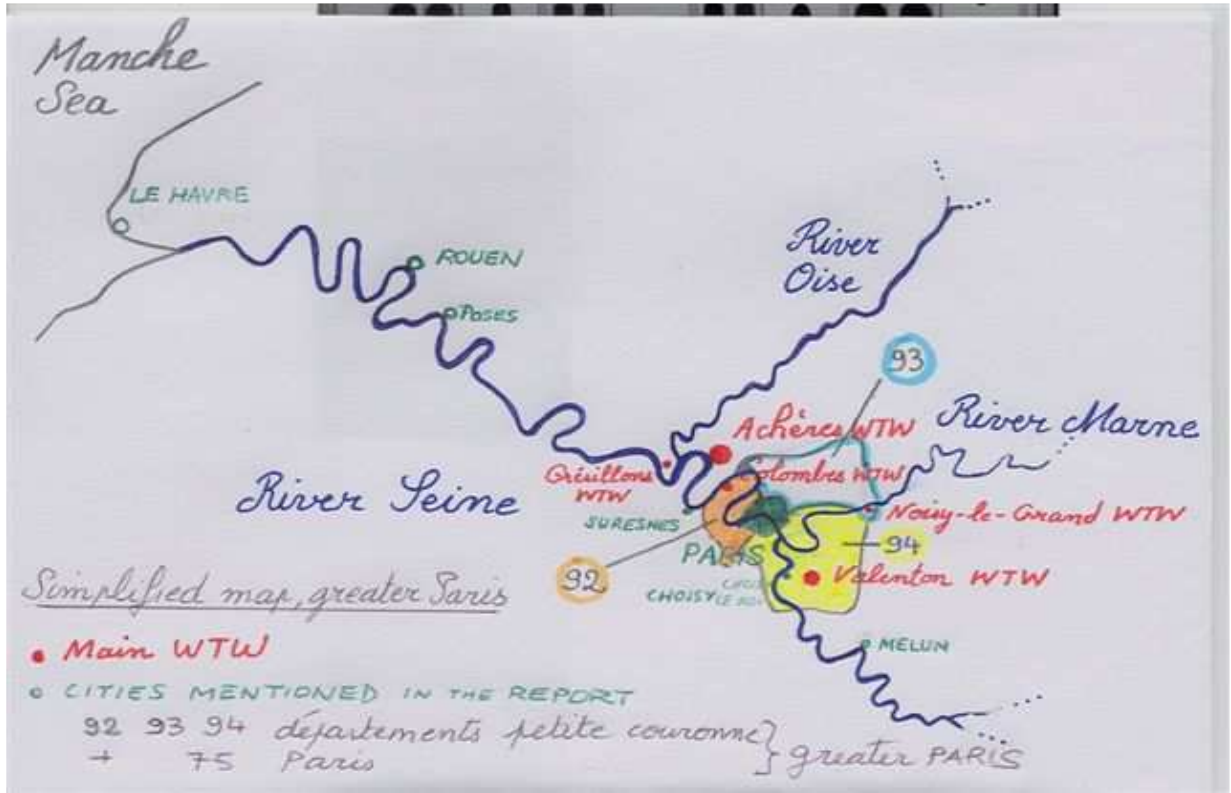 Manche
Sea
LE HAVRE
ROUEN
POSES
River
Oise
93
River Marne
Achères WTW
Grésillons
WTW
Colombes WTW
River Seine
SURESNES
Noisy-le-Grand WTW
PARIS
94
92
Valenton WTW
CHOISY LE ROI
MELUN
Simplified map, greater Paris
Main WTW
CITIES MENTIONED IN THE REPORT
92 93 94 départements petite couronne
+ 75 Paris
greater PARIS